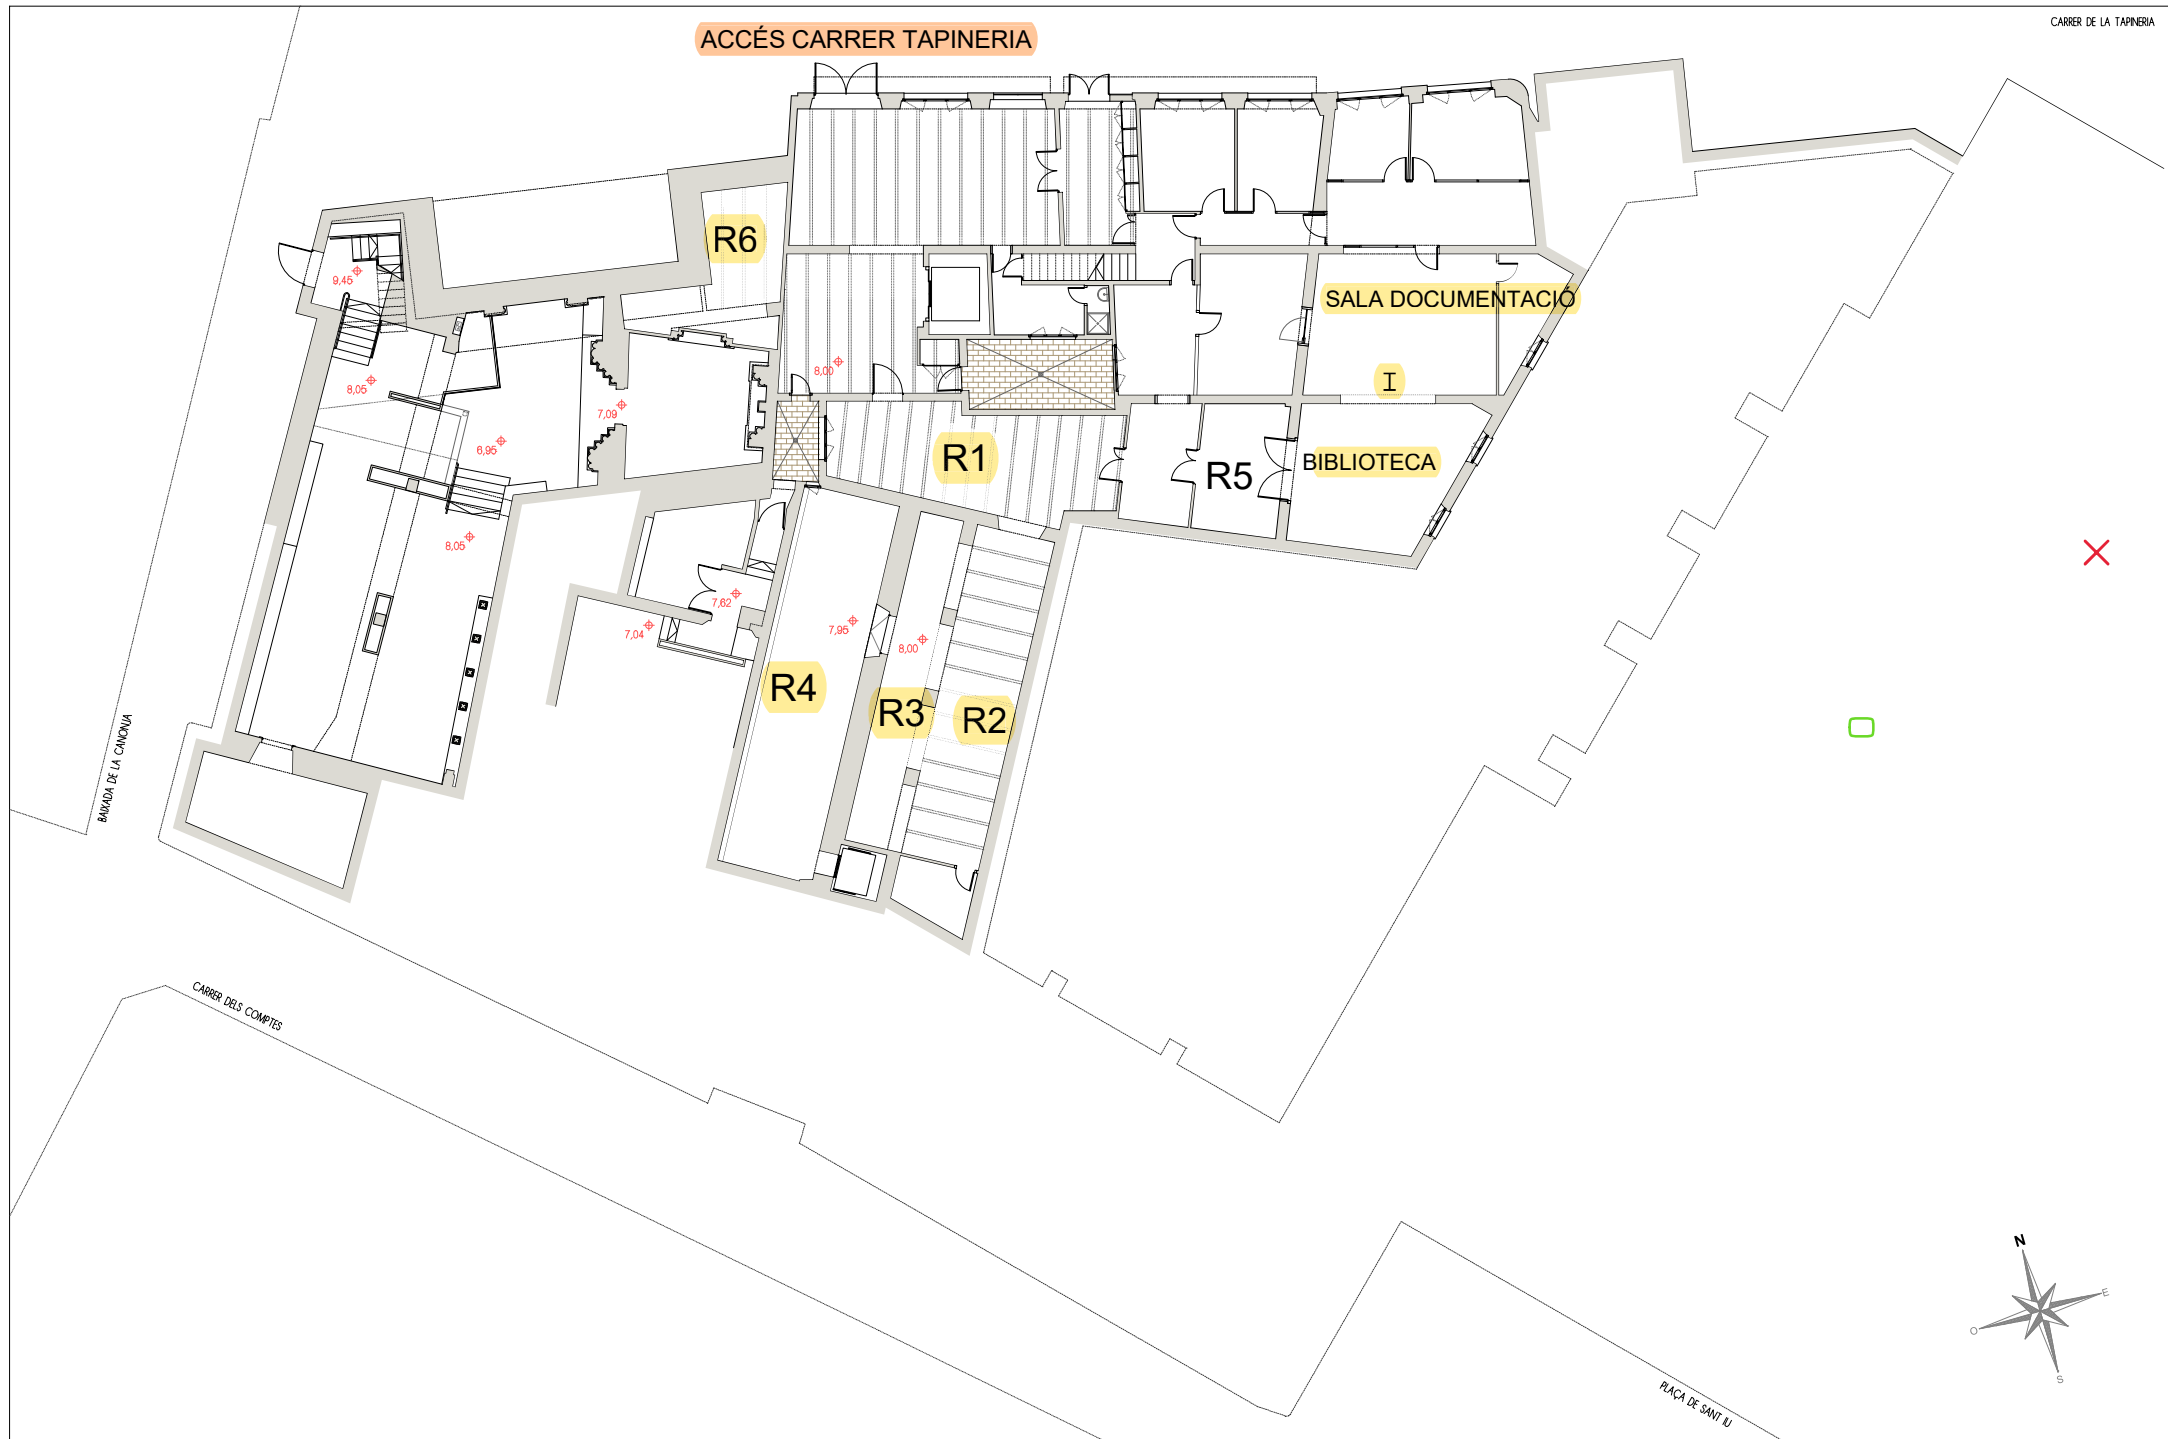 CARRER DE LA TAPINERIA
ACCÉS CARRER TAPINERIA
R6
9,45
SALA DOCUMENTACIÓ
8,00
8,05
I
7,09
6,95
R1
BIBLIOTECA
R5
8,05
7,62
7,95
7,04
8,00
R4
R3
R2
BAIXADA DE LA CANONJA
CARRER DELS COMPTES
N
E
O
S
PLAÇA DE SANT IU